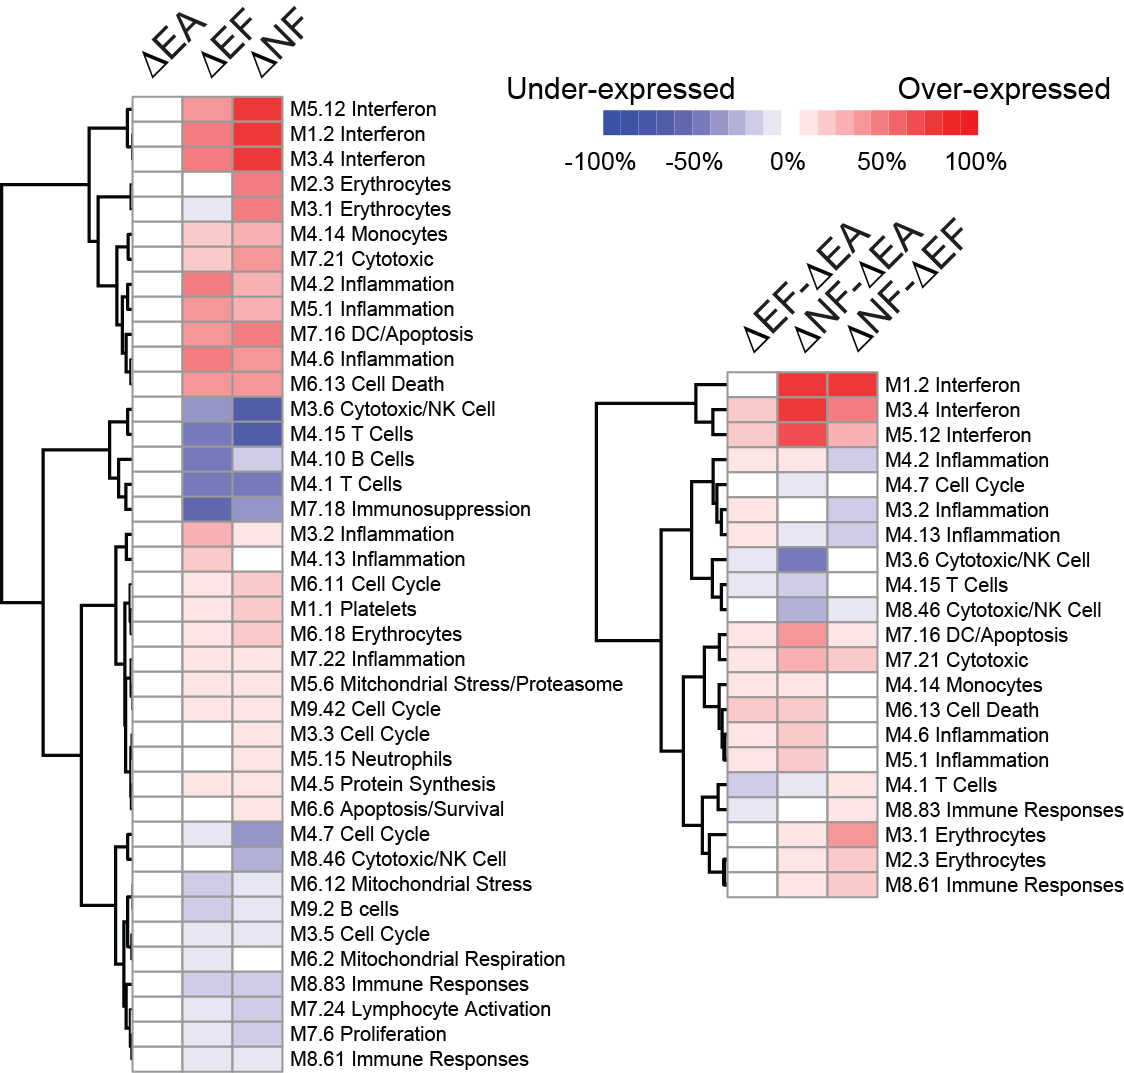 ΔEA ΔEF ΔNF
M5.12 Interferon
M1.2 Interferon
M3.4 Interferon
M2.3 Erythrocytes
M3.1 Erythrocytes
M4.14 Monocytes
M7.21 Cytotoxic
M4.2 Inflammation
M5.1 Inflammation
M7.16 DC/Apoptosis
M4.6 Inflammation
M6.13 Cell Death
M3.6 Cytotoxic/NK Cell
M4.15 T Cells
M4.10 B Cells
M4.1 T Cells
M7.18 Immunosuppression
M3.2 Inflammation
M4.13 Inflammation
M6.11 Cell Cycle
M1.1 Platelets
M6.18 Erythrocytes
M7.22 Inflammation
M5.6 Mitchondrial Stress/Proteasome
M9.42 Cell Cycle
M3.3 Cell Cycle
M5.15 Neutrophils
M4.5 Protein Synthesis
M6.6 Apoptosis/Survival
M4.7 Cell Cycle
M8.46 Cytotoxic/NK Cell
M6.12 Mitochondrial Stress
M9.2 B cells
M3.5 Cell Cycle
M6.2 Mitochondrial Respiration
M8.83 Immune Responses
M7.24 Lymphocyte Activation
M7.6 Proliferation
M8.61 Immune Responses
Under-expressed Over-expressed
-100% -50% 0% 50% 100%
ΔEF-ΔEA ΔNF-ΔEA ΔNF-ΔEF
M1.2 Interferon
M3.4 Interferon
M5.12 Interferon
M4.2 Inflammation
M4.7 Cell Cycle
M3.2 Inflammation
M4.13 Inflammation
M3.6 Cytotoxic/NK Cell
M4.15 T Cells
M8.46 Cytotoxic/NK Cell
M7.16 DC/Apoptosis
M7.21 Cytotoxic
M4.14 Monocytes
M6.13 Cell Death
M4.6 Inflammation
M5.1 Inflammation
M4.1 T Cells
M8.83 Immune Responses
M3.1 Erythrocytes
M2.3 Erythrocytes
M8.61 Immune Responses